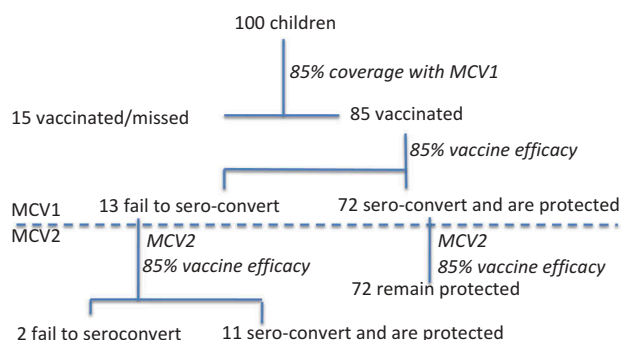 100 children
85% coverage with MCV1
15 vaccinated/missed
85 vaccinated
85% vaccine efficacy
13 fail to sero-convert
72 sero-convert and are protected
MCV1
MCV2
MCV2
85% vaccine efficacy
MCV2
85% vaccine efficacy
72 remain protected
2 fail to seroconvert
11 sero-convert and are protected